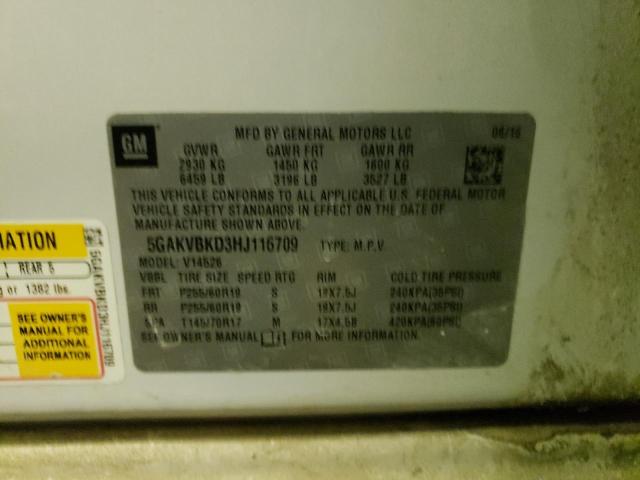 GM
MFD BY GENERAL MOTORS LLC 06/16
GVWR GAWR FRT GAWR RR
2930 KG 1450 KG 1600 KG
6459 LB 3196 LB 3527 LB
THIS VEHICLE CONFORMS TO ALL APPLICABLE U.S. FEDERAL MOTOR
VEHICLE SAFETY STANDARDS IN EFFECT ON THE DATE OF
MANUFACTURE SHOWN ABOVE.
5GAKVBKD3HJ116709 TYPE: M.P.V.
MODEL: V14526
TIRE SIZE SPEED RTG RIM COLD TIRE PRESSURE
FRT P255/60R19 S 19X7.5J 240KPA(35PSI)
RR P255/60R19 S 19X7.5J 240KPA(35PSI)
SPA T145/70R17 M 17X4.5B 420KPA(60PSI)
SEE OWNER'S MANUAL FOR MORE INFORMATION.
MATION
REAR 5
or 1382 lbs.
SEE OWNER'S
MANUAL FOR
ADDITIONAL
INFORMATION
5GAKVBKD3HJ116709